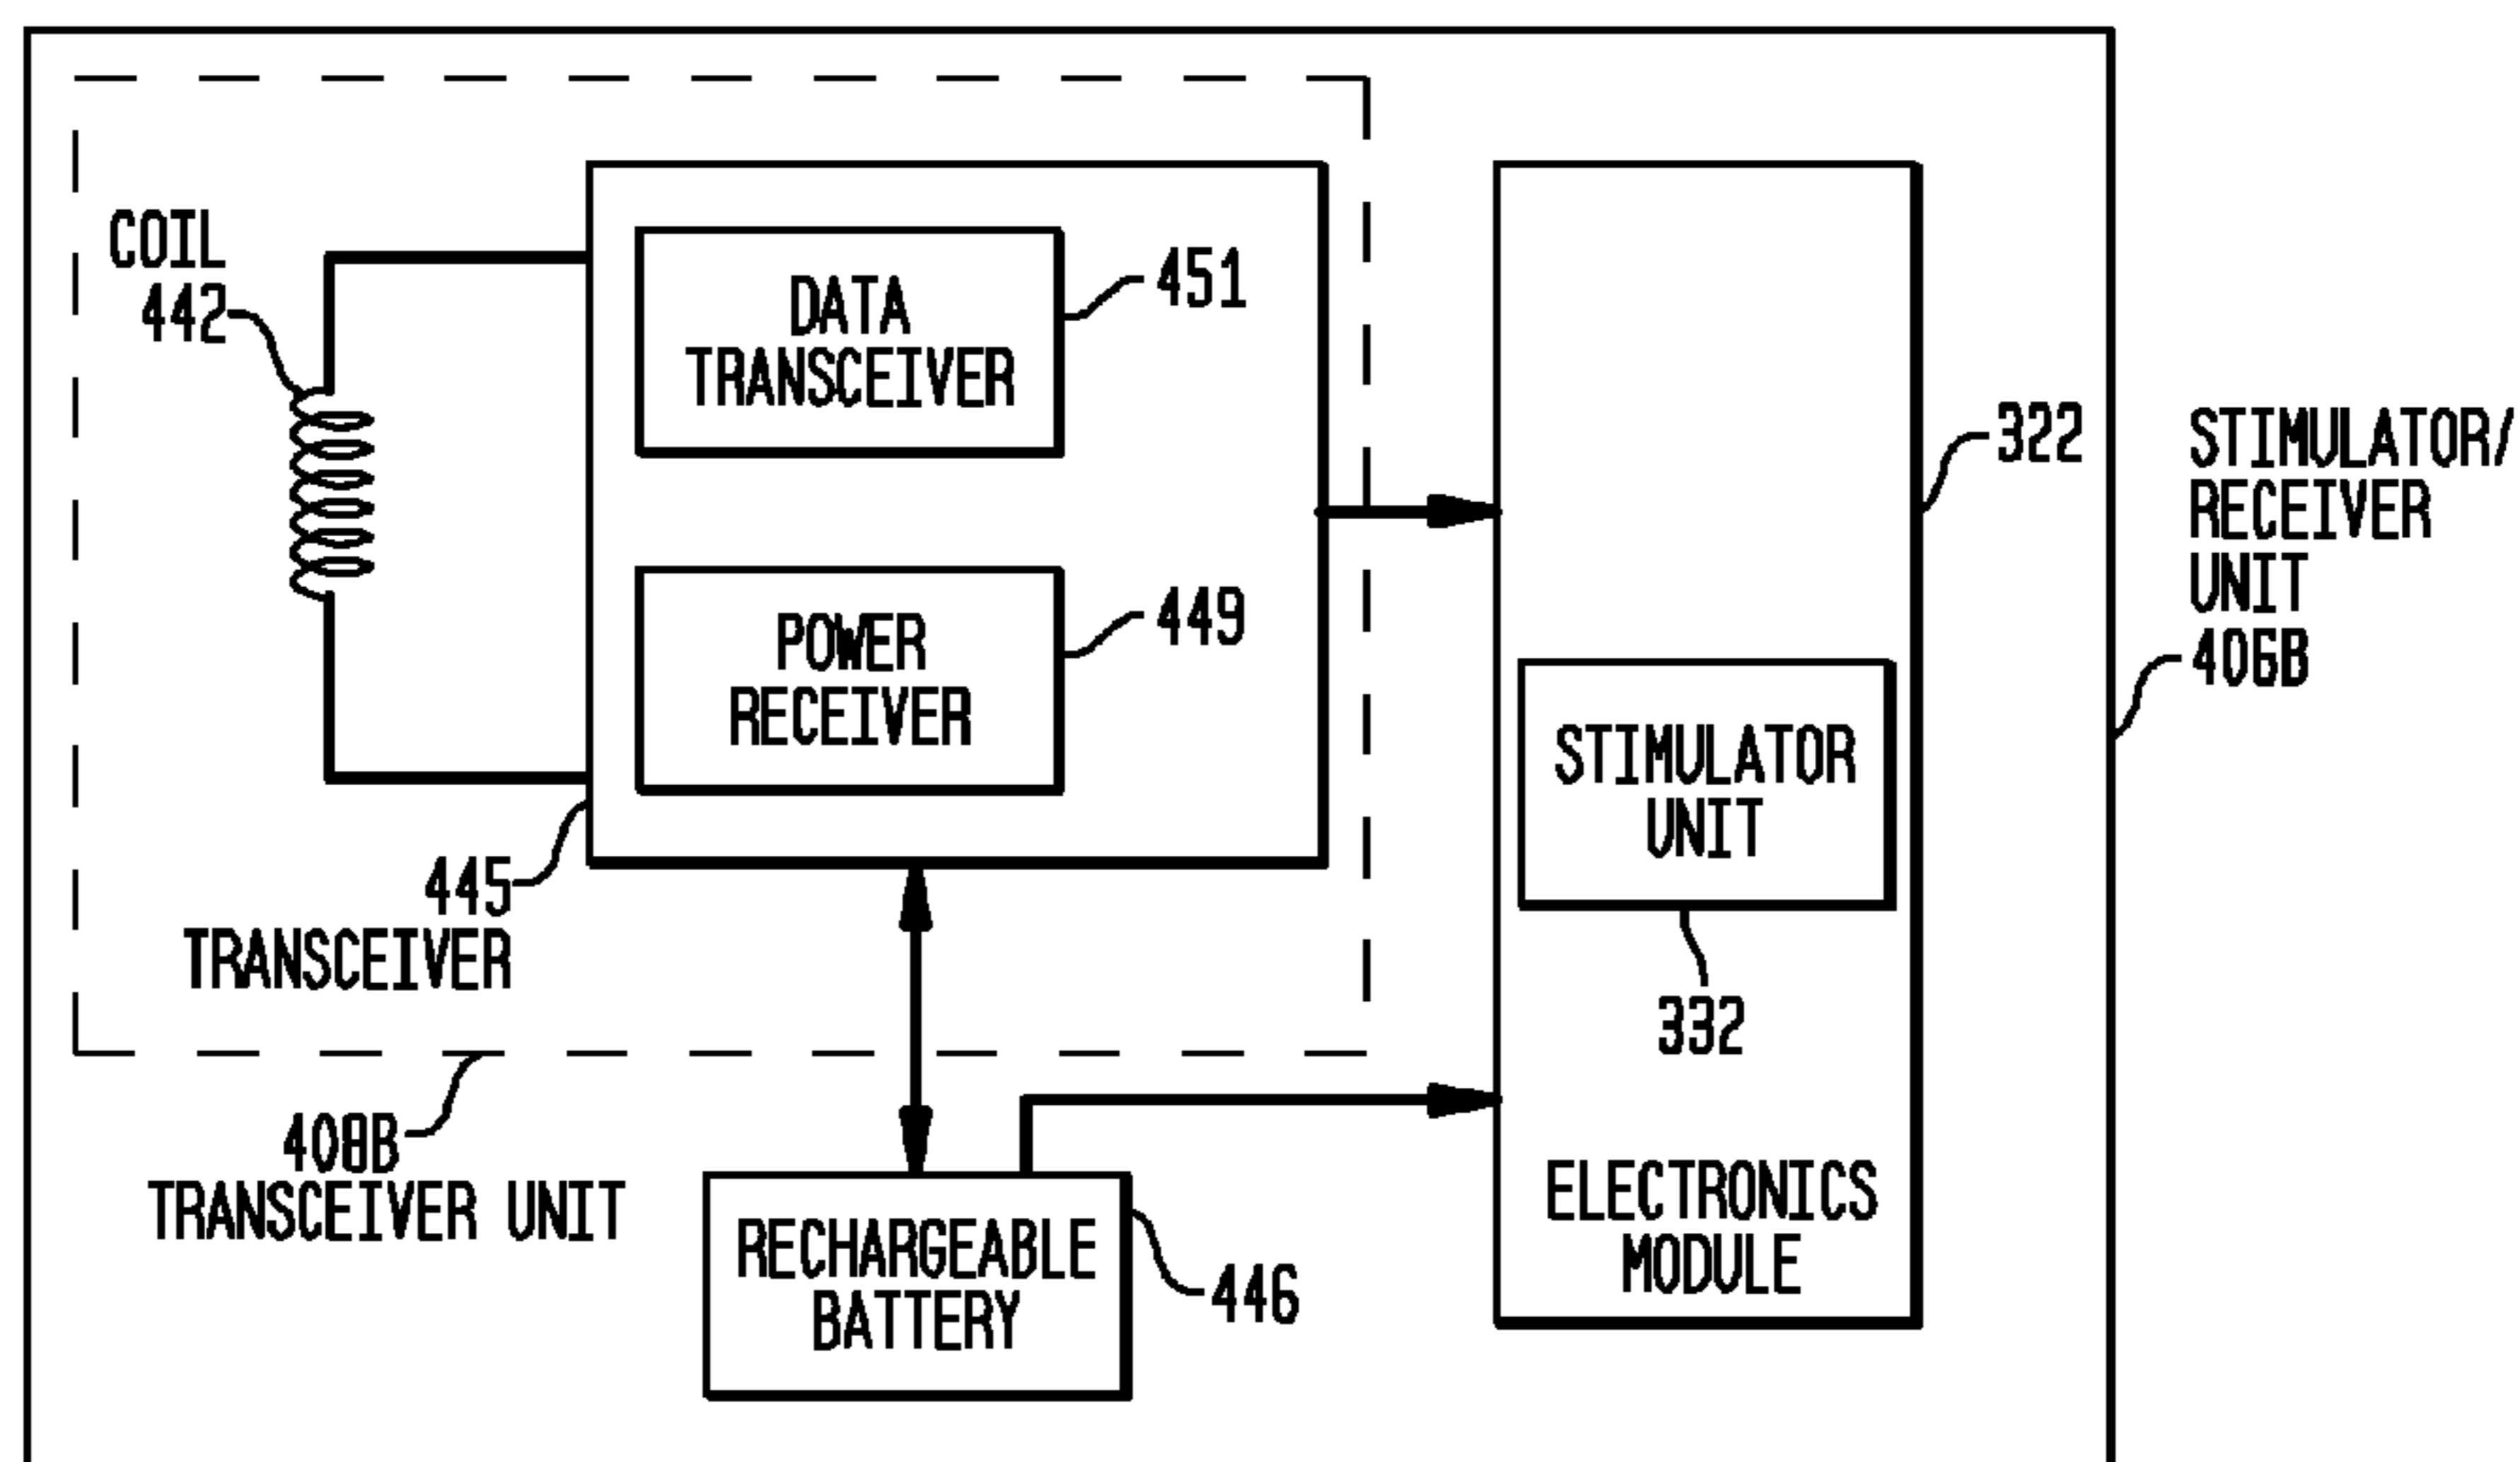 COIL
442
DATA
TRANSCEIVER
451
POWER
RECEIVER
449
445
TRANSCEIVER
408B
TRANSCEIVER UNIT
RECHARGEABLE
BATTERY
446
322
STIMULATOR
UNIT
332
ELECTRONICS
MODULE
STIMULATOR/
RECEIVER
UNIT
406B